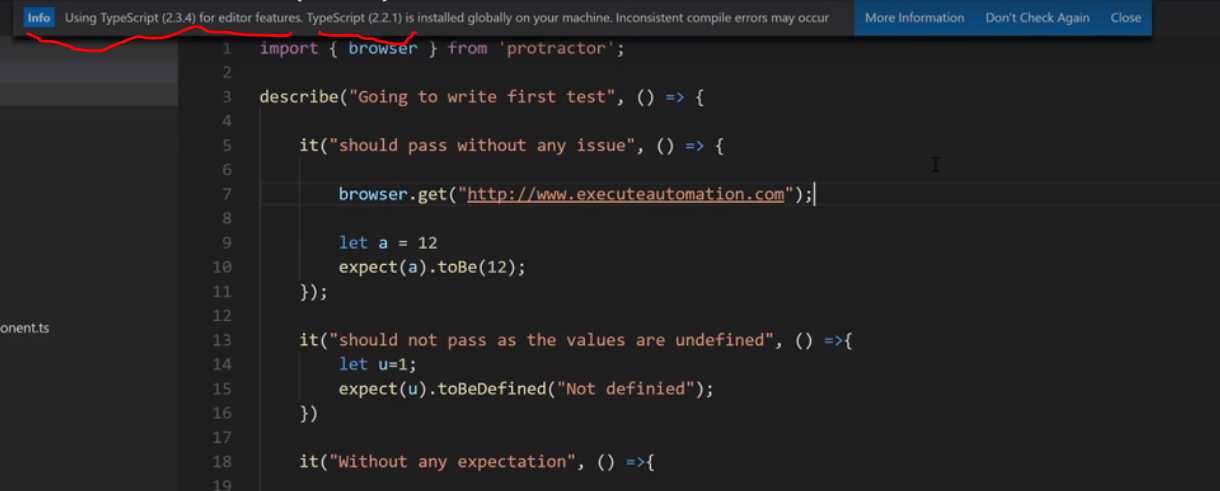 Info Using TypeScript (2.3.4) for editor features. TypeScript (2.2.1) is installed globally on your machine. Inconsistent compile errors may occur More Information Don't Check Again Close
1 import { browser } from 'protractor';
2
3 describe("Going to write first test", () => {
4
5 it("should pass without any issue", () => {
6
7 browser.get("http://www.executeautomation.com");
8
9 let a = 12
10 expect(a).toBe(12);
11 });
12
onent.ts
13 it("should not pass as the values are undefined", () =>{
14 let u=1;
15 expect(u).toBeDefined("Not definied");
16 })
17
18 it("Without any expectation", () =>{
19